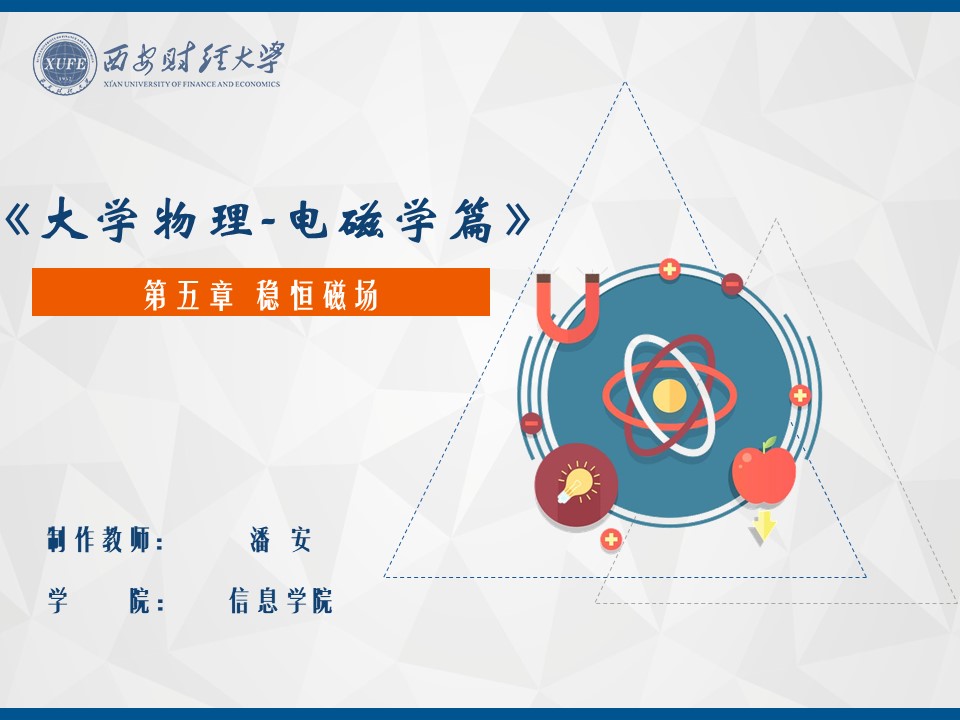 XUFE
1952
西安财经大学
XI'AN UNIVERSITY OF FINANCE AND ECONOMICS
《大学物理-电磁学篇》
第五章 稳恒磁场
制作教师: 潘 安
学 院: 信息学院